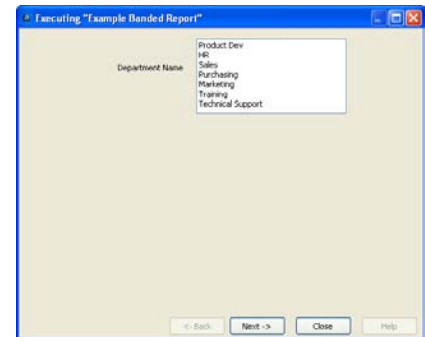 Executing "Example Banded Report"
Department Name
Product Dev
HR
Sales
Purchasing
Marketing
Training
Technical Support
<- Back
Next ->
Close
Help